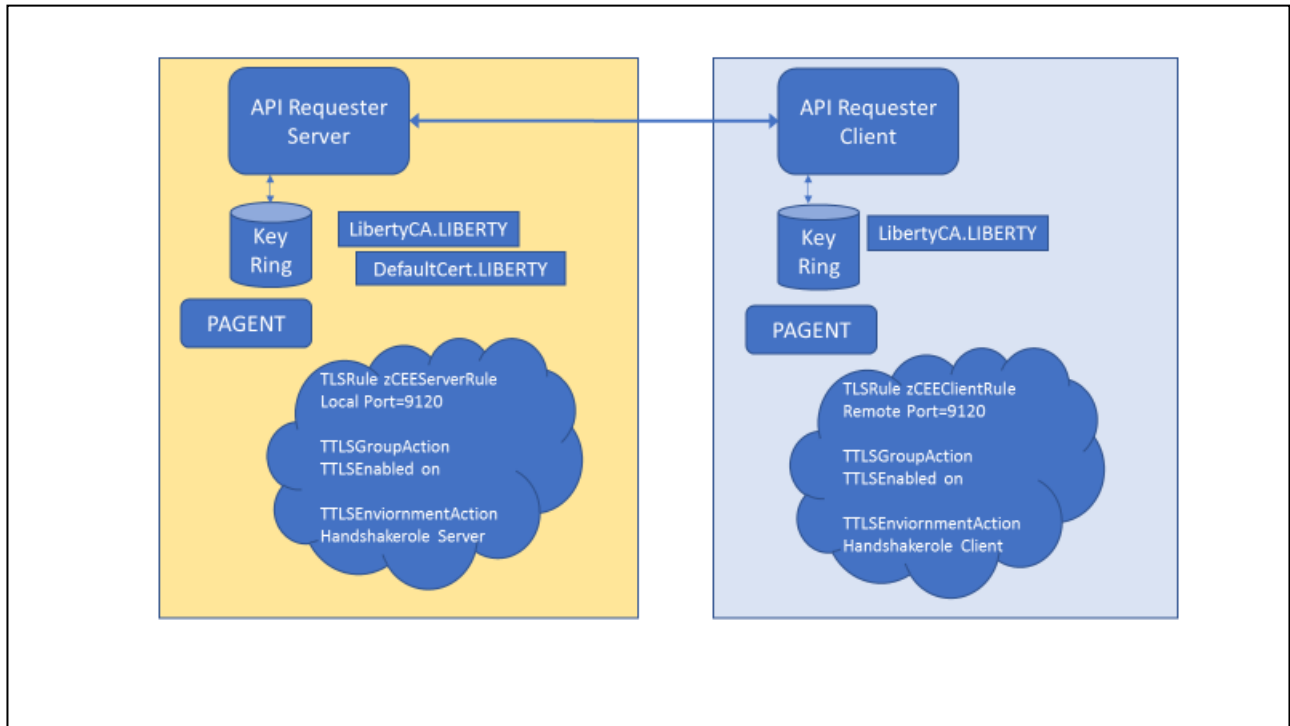 API Requester
Server
Key
Ring
LibertyCA.LIBERTY
DefaultCert.LIBERTY
PAGENT
TLSRule zCEEServerRule
Local Port=9120
TTLSGroupAction
TTLSEnabled on
TTLSEnviornmentAction
Handshakerole Server
API Requester
Client
Key
Ring
LibertyCA.LIBERTY
PAGENT
TLSRule zCEEClientRule
Remote Port=9120
TTLSGroupAction
TTLSEnabled on
TTLSEnviornmentAction
Handshakerole Client